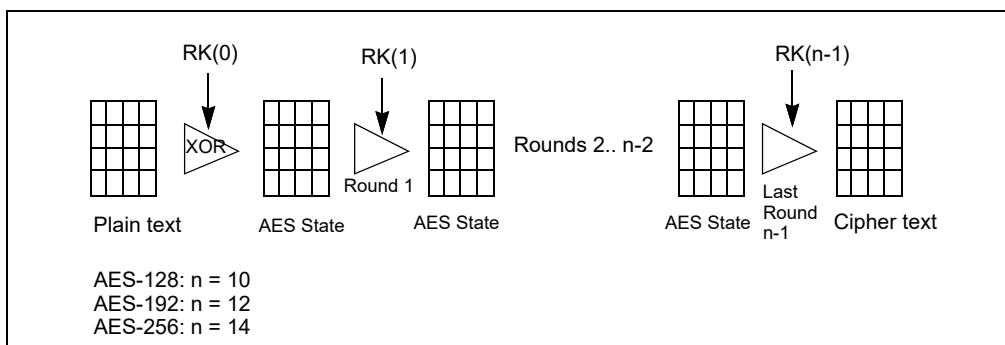 RK(0)
RK(1)
RK(n-1)
XOR
Rounds 2.. n-2
Round 1
Last
Round
n-1
Plain text
AES State
AES State
AES State
Cipher text
AES-128: n = 10
AES-192: n = 12
AES-256: n = 14